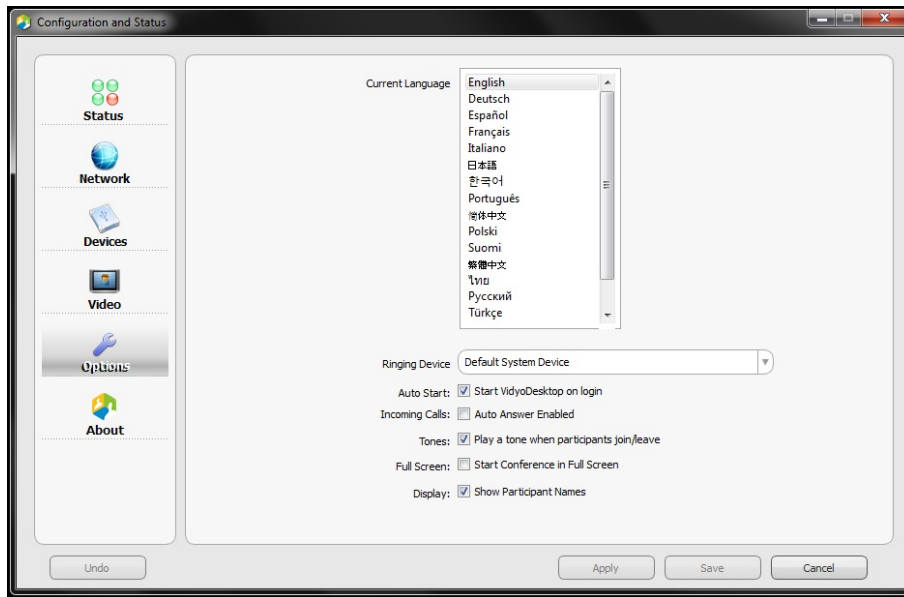 Configuration and Status
Status
Network
Devices
Video
Options
About
Current Language
English
Deutsch
Español
Français
Italiano
日本語
한국어
Português
简体中文
Polski
Suomi
繁體中文
ไทย
Русский
Türkçe
Ringing Device Default System Device
Auto Start: Start VidyoDesktop on login
Incoming Calls: Auto Answer Enabled
Tones: Play a tone when participants join/leave
Full Screen: Start Conference in Full Screen
Display: Show Participant Names
Undo Apply Save Cancel